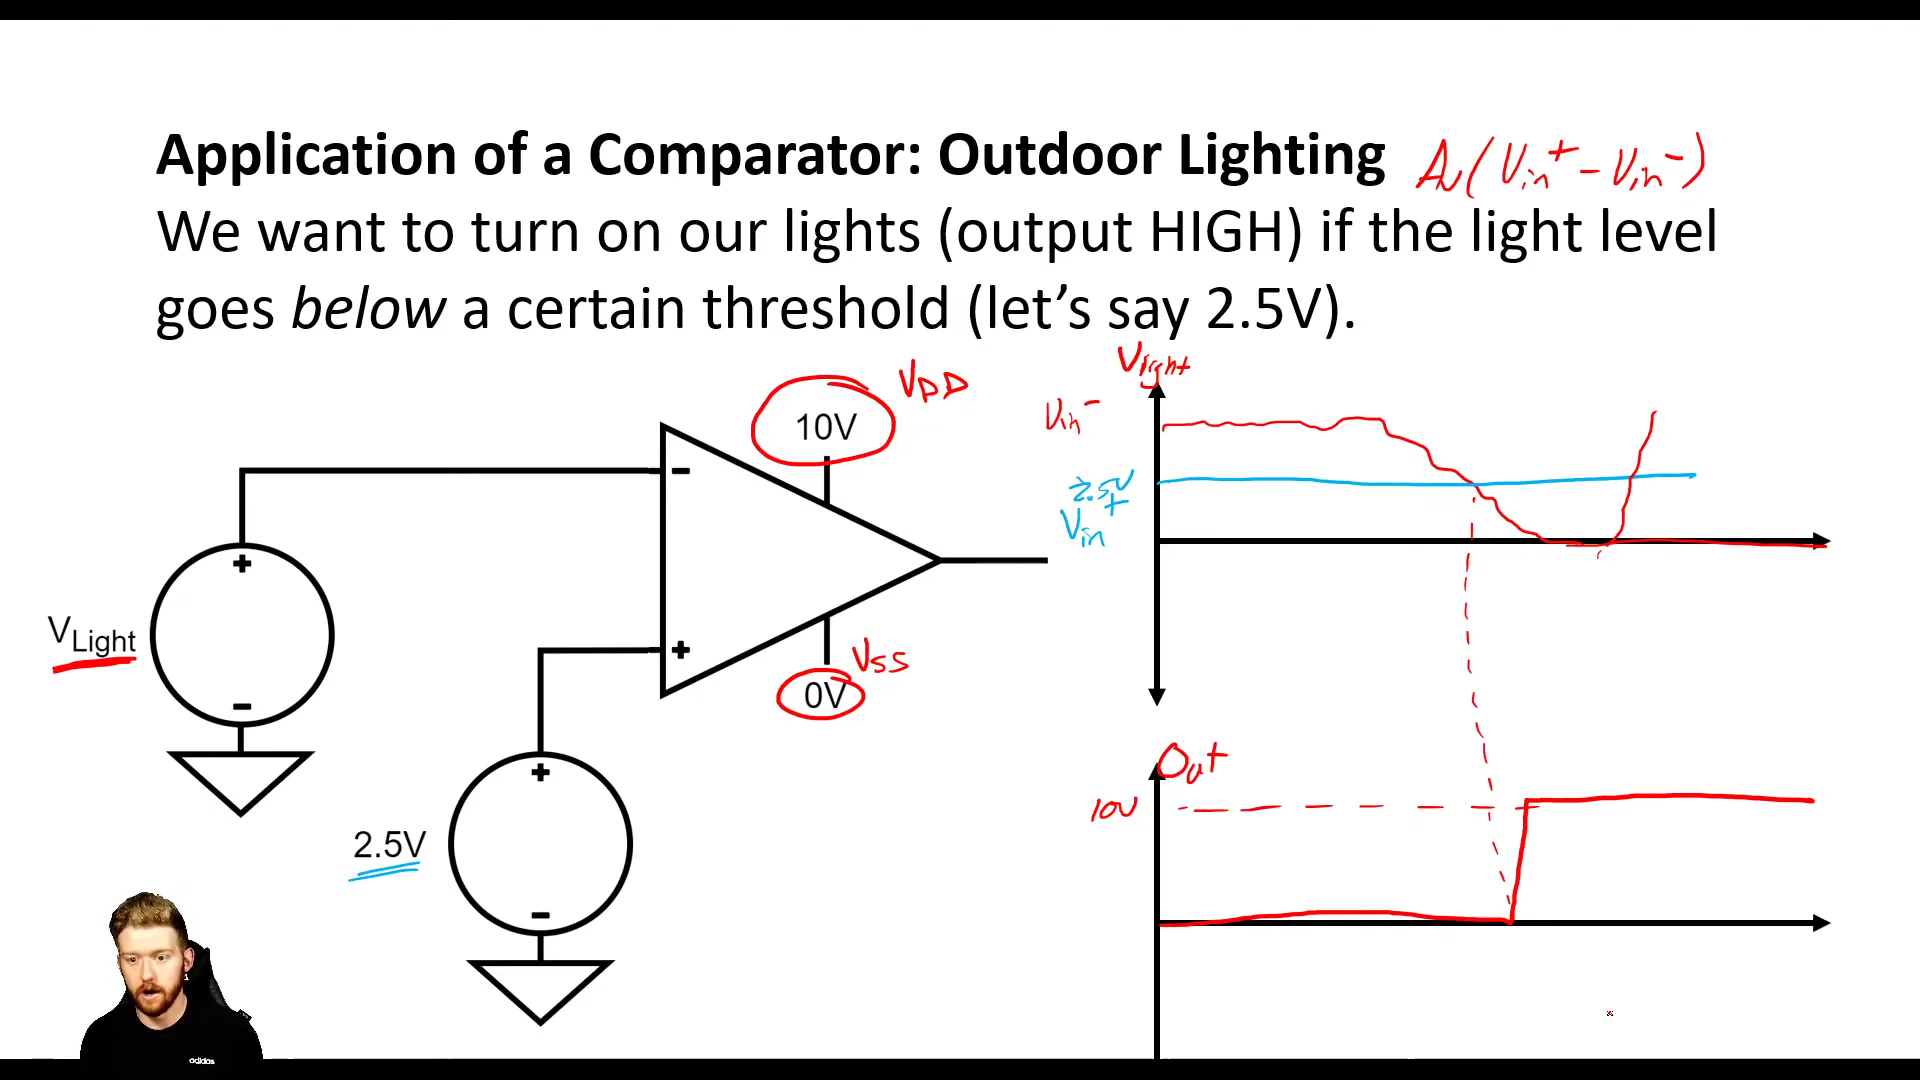 Application of a Comparator: Outdoor Lighting Av(Vin+ - Vin-)
We want to turn on our lights (output HIGH) if the light level
goes below a certain threshold (let’s say 2.5V).
VLight
2.5V
-
+
10V
VDD
0V
VSS
+
-
+
-
Vlight
Vin-
2.5V
Vin+
Out
10V
adidas